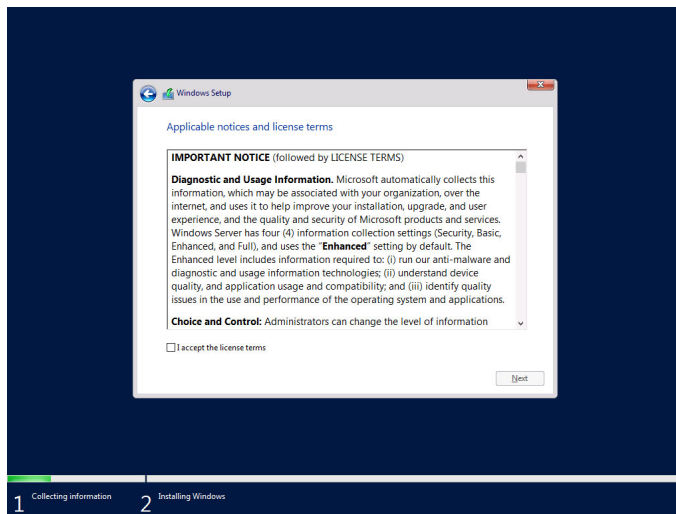 Windows Setup
Applicable notices and license terms
IMPORTANT NOTICE (followed by LICENSE TERMS)
Diagnostic and Usage Information. Microsoft automatically collects this
information, which may be associated with your organization, over the
internet, and uses it to help improve your installation, upgrade, and user
experience, and the quality and security of Microsoft products and services.
Windows Server has four (4) information collection settings (Security, Basic,
Enhanced, and Full), and uses the "Enhanced" setting by default. The
Enhanced level includes information required to: (i) run our anti-malware and
diagnostic and usage information technologies; (ii) understand device
quality, and application usage and compatibility; and (iii) identify quality
issues in the use and performance of the operating system and applications.
Choice and Control: Administrators can change the level of information
I accept the license terms
Next
1 Collecting information
2 Installing Windows